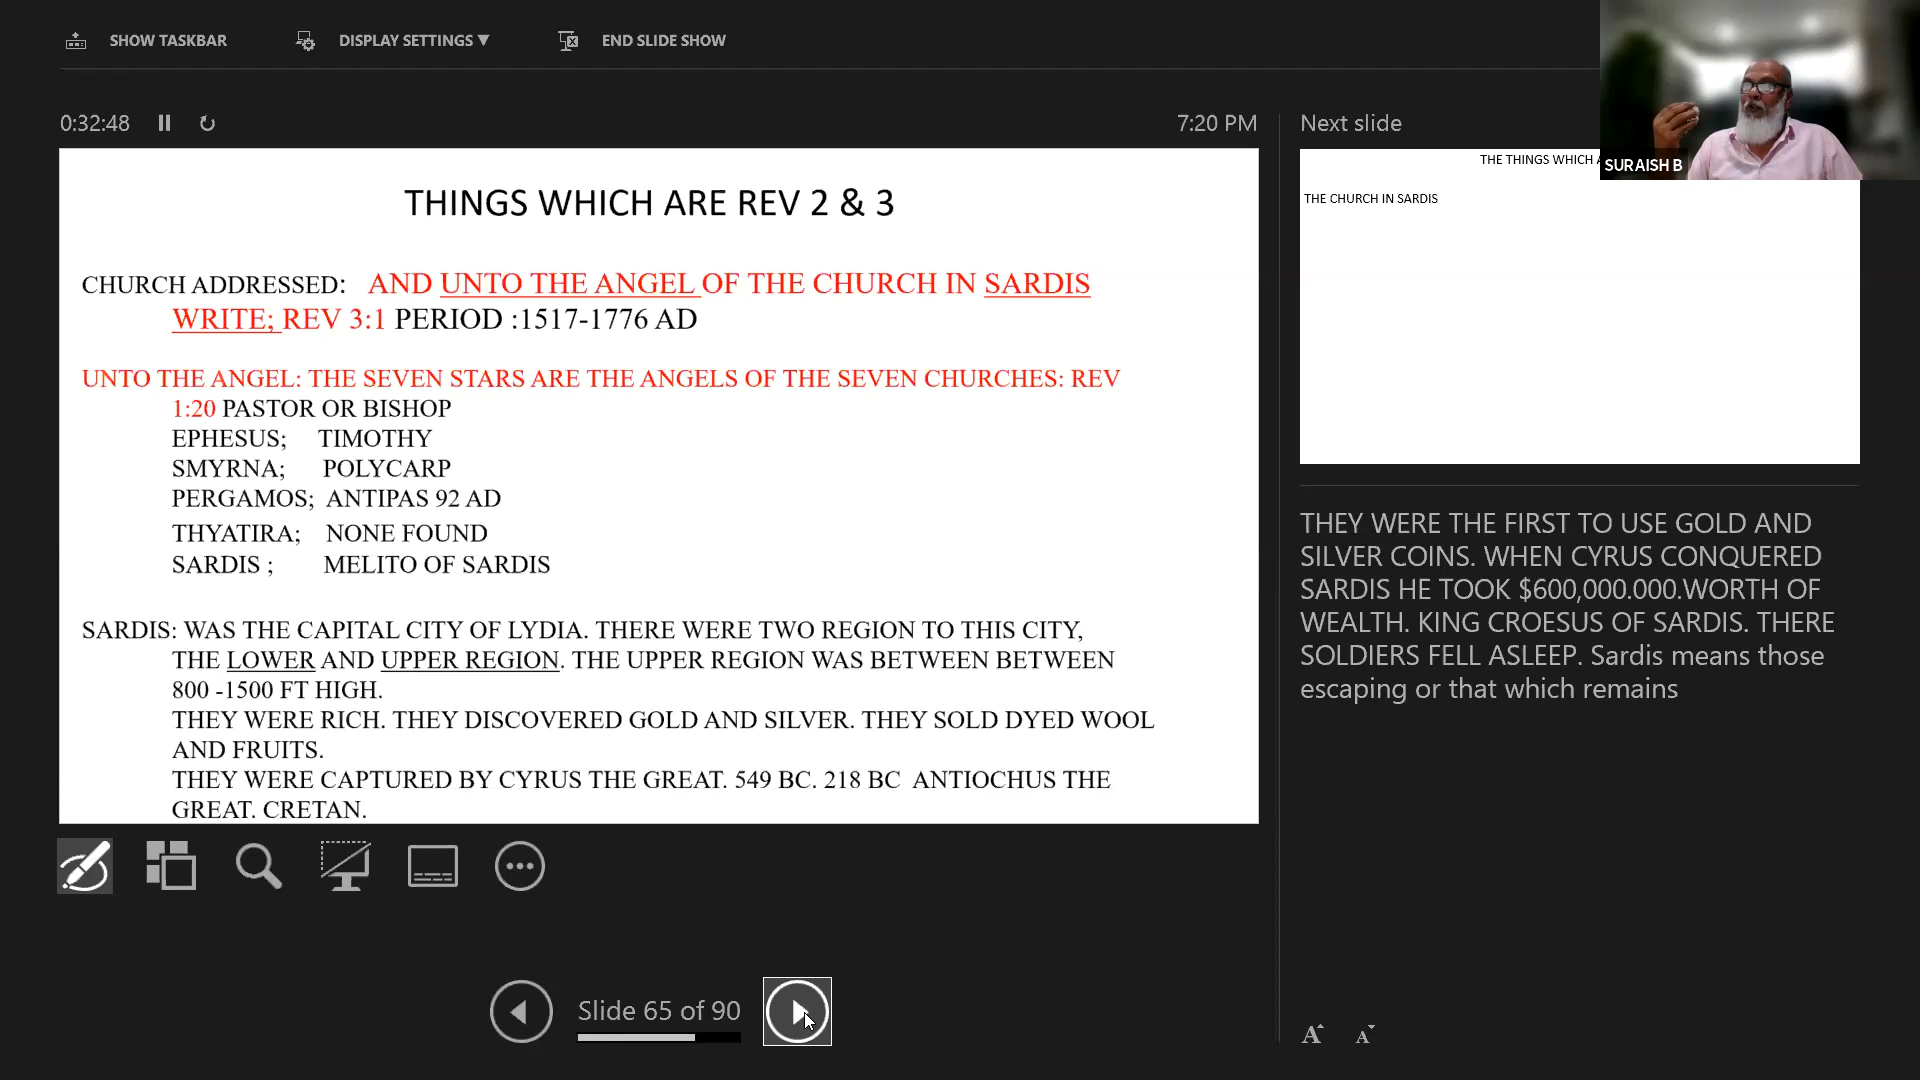 SHOW TASKBAR
DISPLAY SETTINGS ▼
END SLIDE SHOW
0:32:48
7:20 PM
Next slide
SURAISH B
THINGS WHICH ARE REV 2 & 3
CHURCH ADDRESSED: AND UNTO THE ANGEL OF THE CHURCH IN SARDIS
WRITE; REV 3:1 PERIOD :1517-1776 AD
UNTO THE ANGEL: THE SEVEN STARS ARE THE ANGELS OF THE SEVEN CHURCHES: REV
1:20 PASTOR OR BISHOP
EPHESUS; TIMOTHY
SMYRNA; POLYCARP
PERGAMOS; ANTIPAS 92 AD
THYATIRA; NONE FOUND
SARDIS ; MELITO OF SARDIS
SARDIS: WAS THE CAPITAL CITY OF LYDIA. THERE WERE TWO REGION TO THIS CITY,
THE LOWER AND UPPER REGION. THE UPPER REGION WAS BETWEEN BETWEEN
800 -1500 FT HIGH.
THEY WERE RICH. THEY DISCOVERED GOLD AND SILVER. THEY SOLD DYED WOOL
AND FRUITS.
THEY WERE CAPTURED BY CYRUS THE GREAT. 549 BC. 218 BC ANTIOCHUS THE
GREAT. CRETAN.
THE THINGS WHICH
THE CHURCH IN SARDIS
THEY WERE THE FIRST TO USE GOLD AND
SILVER COINS. WHEN CYRUS CONQUERED
SARDIS HE TOOK $600,000.000.WORTH OF
WEALTH. KING CROESUS OF SARDIS. THERE
SOLDIERS FELL ASLEEP. Sardis means those
escaping or that which remains
Slide 65 of 90
A A